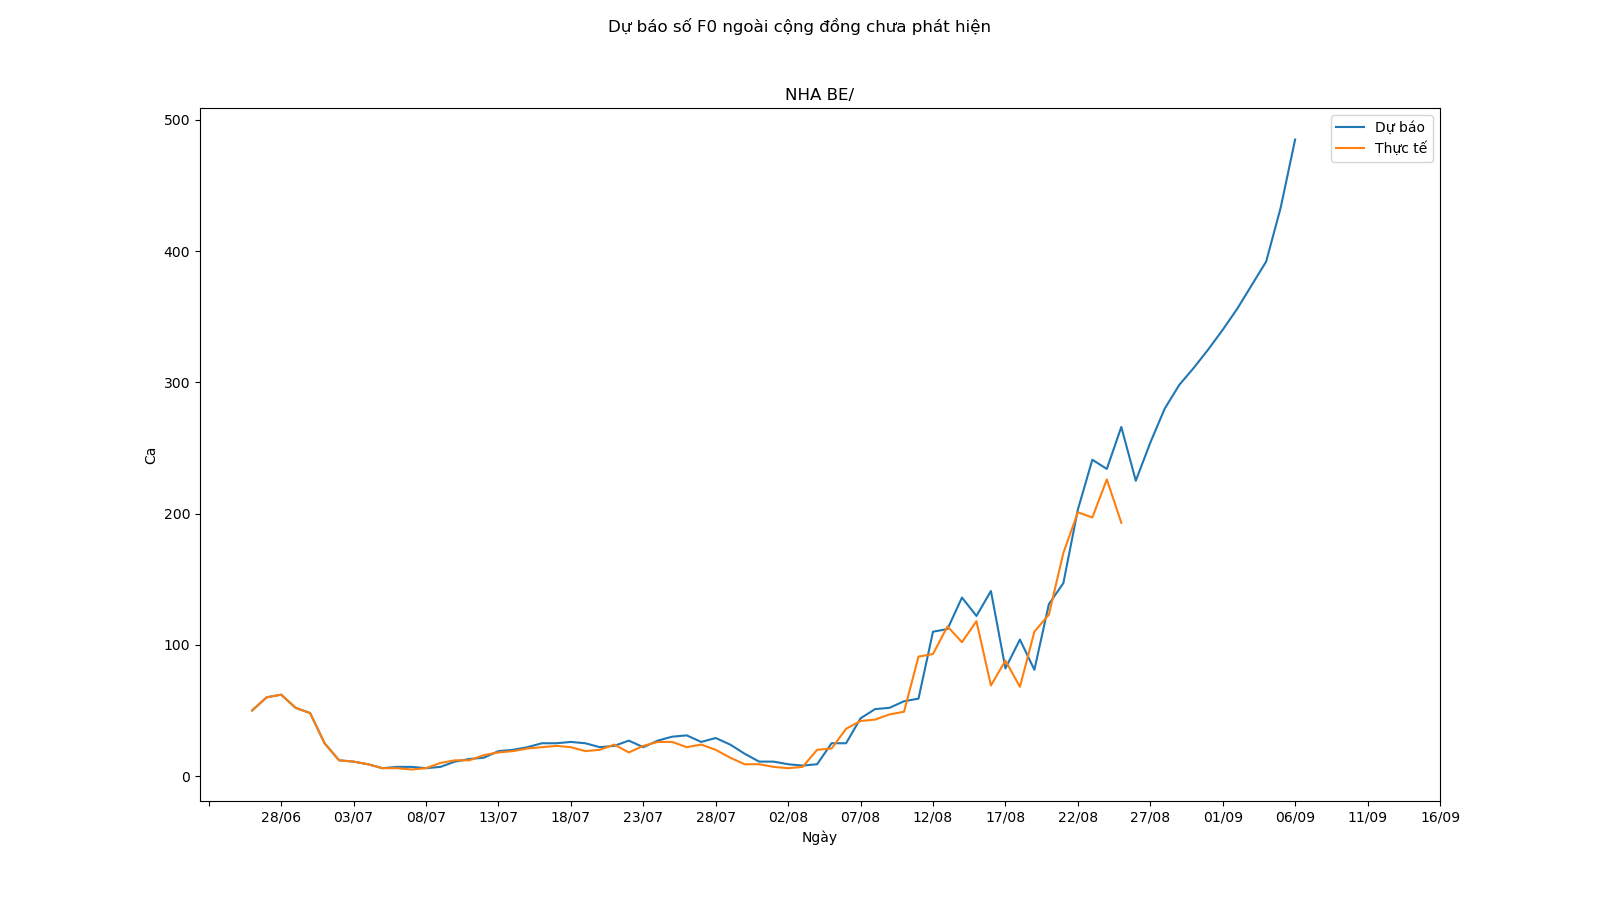 Dự báo số F0 ngoài cộng đồng chưa phát hiện
NHA BE/
Dự báo
Thực tế
500
400
300
200
100
0
Ca
28/06 03/07 08/07 13/07 18/07 23/07 28/07 02/08 07/08 12/08 17/08 22/08 27/08 01/09 06/09 11/09 16/09
Ngày